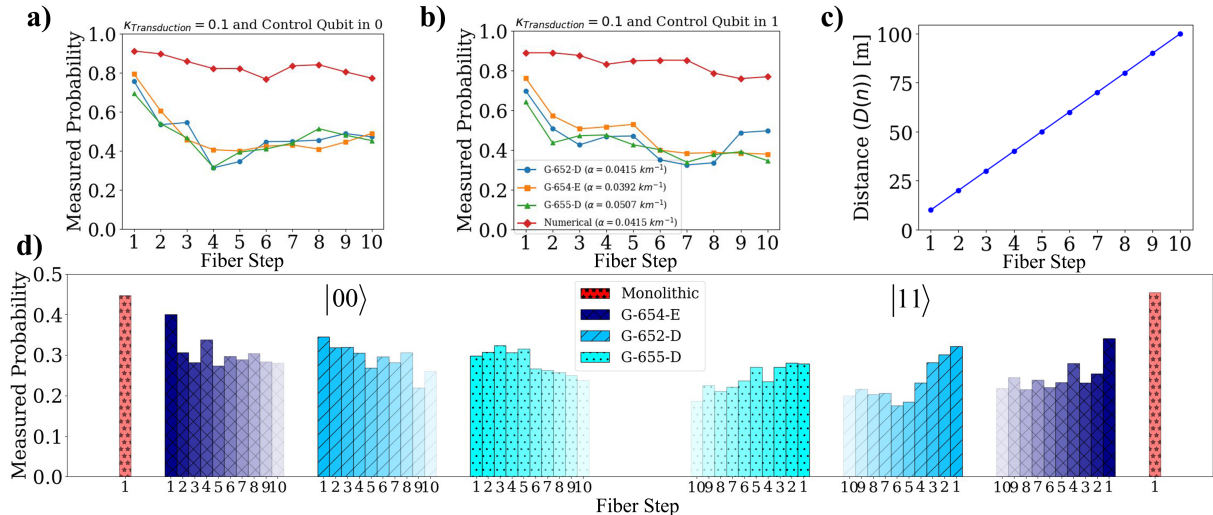 a)
κTransduction = 0.1 and Control Qubit in 0
Measured Probability
1.0
0.8
0.6
0.4
0.2
0.0
1 2 3 4 5 6 7 8 9 10
Fiber Step
b)
κTransduction = 0.1 and Control Qubit in 1
Measured Probability
1.0
0.8
0.6
0.4
0.2
0.0
G-652-D (α = 0.0415 km⁻¹)
G-654-E (α = 0.0392 km⁻¹)
G-655-D (α = 0.0507 km⁻¹)
Numerical (α = 0.0415 km⁻¹)
1 2 3 4 5 6 7 8 9 10
Fiber Step
c)
Distance (D(n)) [m]
100
75
50
25
0
1 2 3 4 5 6 7 8 9 10
Fiber Step
d)
Measured Probability
0.5
0.4
0.3
0.2
0.1
0.0
|00⟩
Monolithic
G-654-E
G-652-D
G-655-D
|11⟩
1 1 2 3 4 5 6 7 8 9 10 1 2 3 4 5 6 7 8 9 10 1 2 3 4 5 6 7 8 9 10 10 9 8 7 6 5 4 3 2 1 10 9 8 7 6 5 4 3 2 1 10 9 8 7 6 5 4 3 2 1 1
Fiber Step